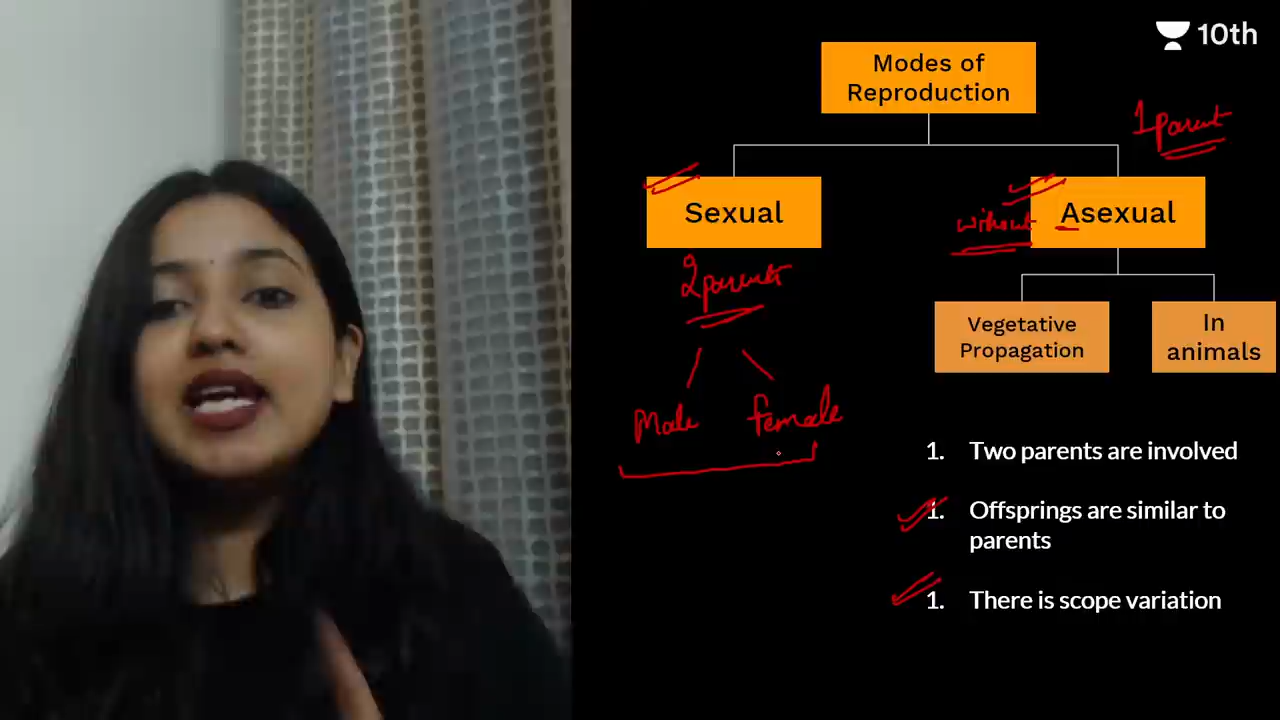 10th
Modes of
Reproduction
1 parent
Sexual
without
Asexual
2 parents
Vegetative
Propagation
In
animals
Male
female
1. Two parents are involved
1. Offsprings are similar to
parents
1. There is scope variation